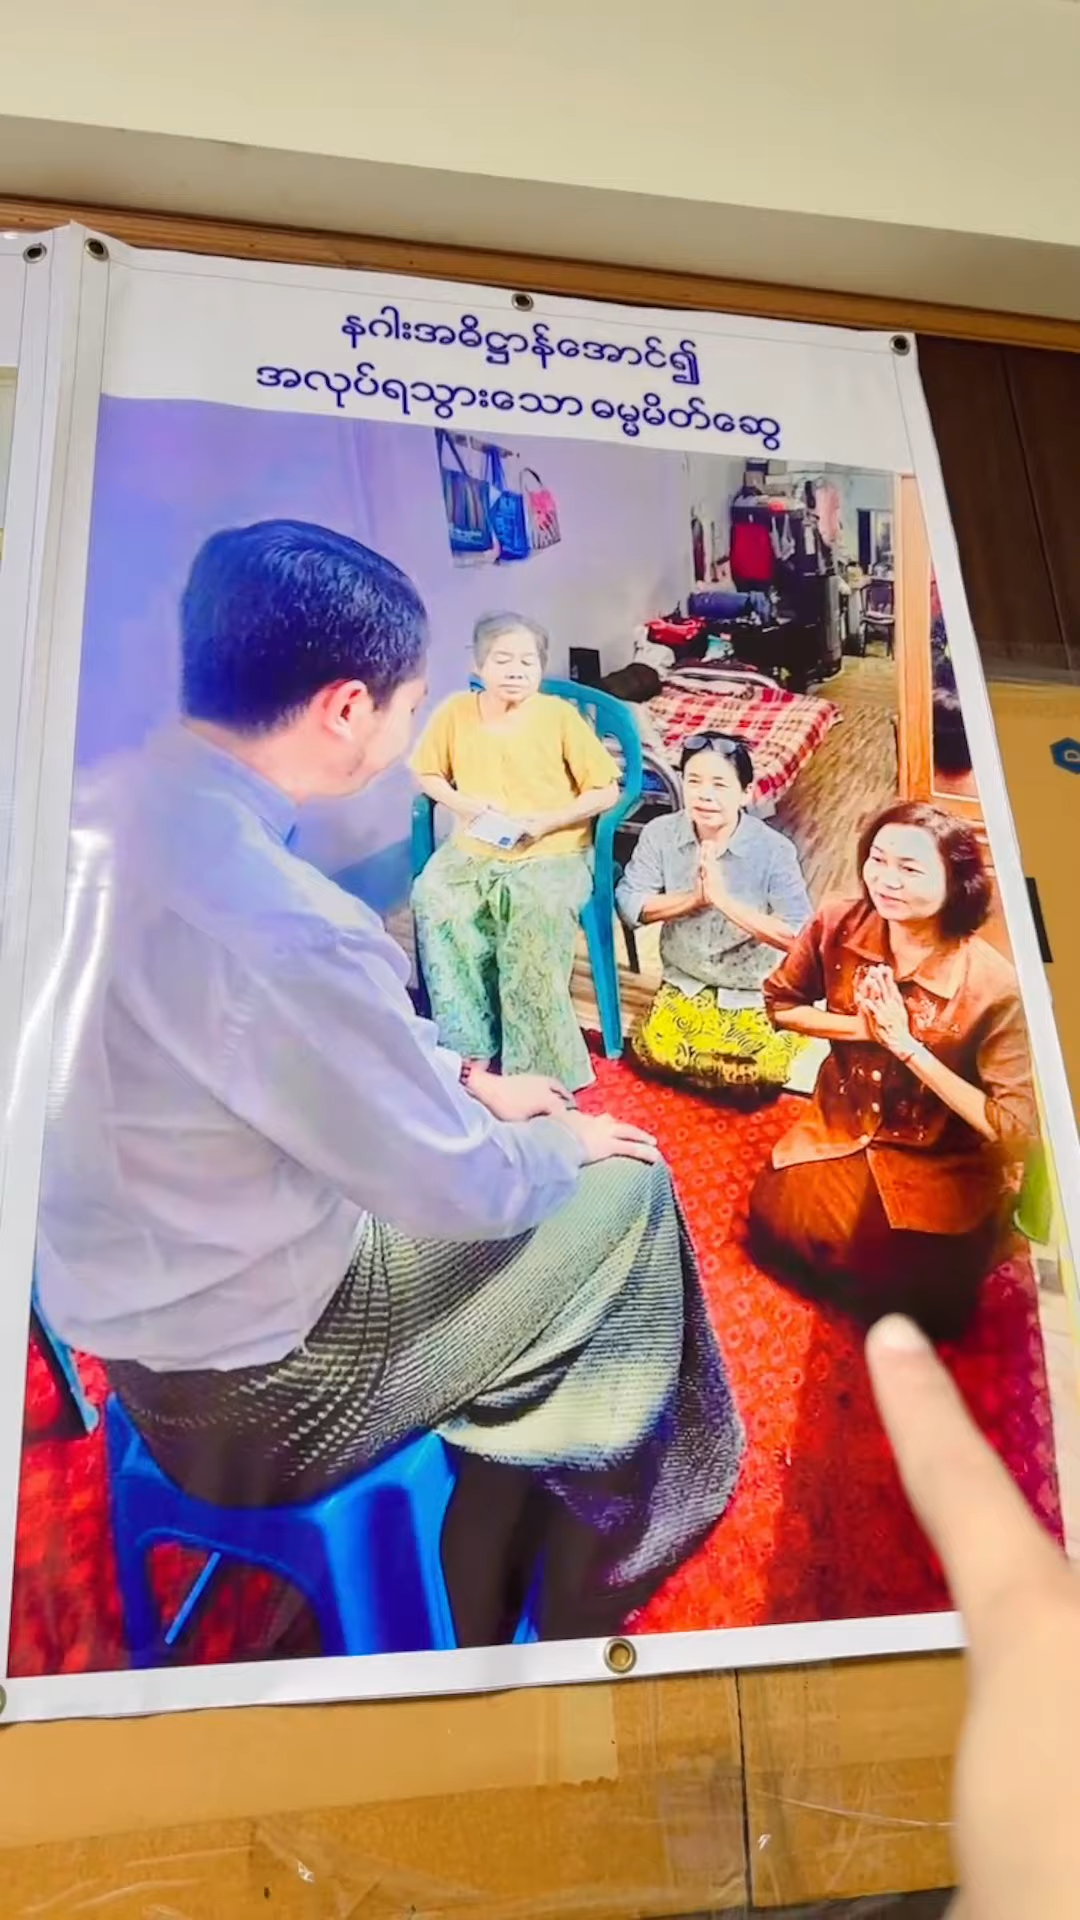 နဂါးအဓိဋ္ဌာန်အောင်၍
အလုပ်ရသွားသော ဓမ္မမိတ်ဆွေ